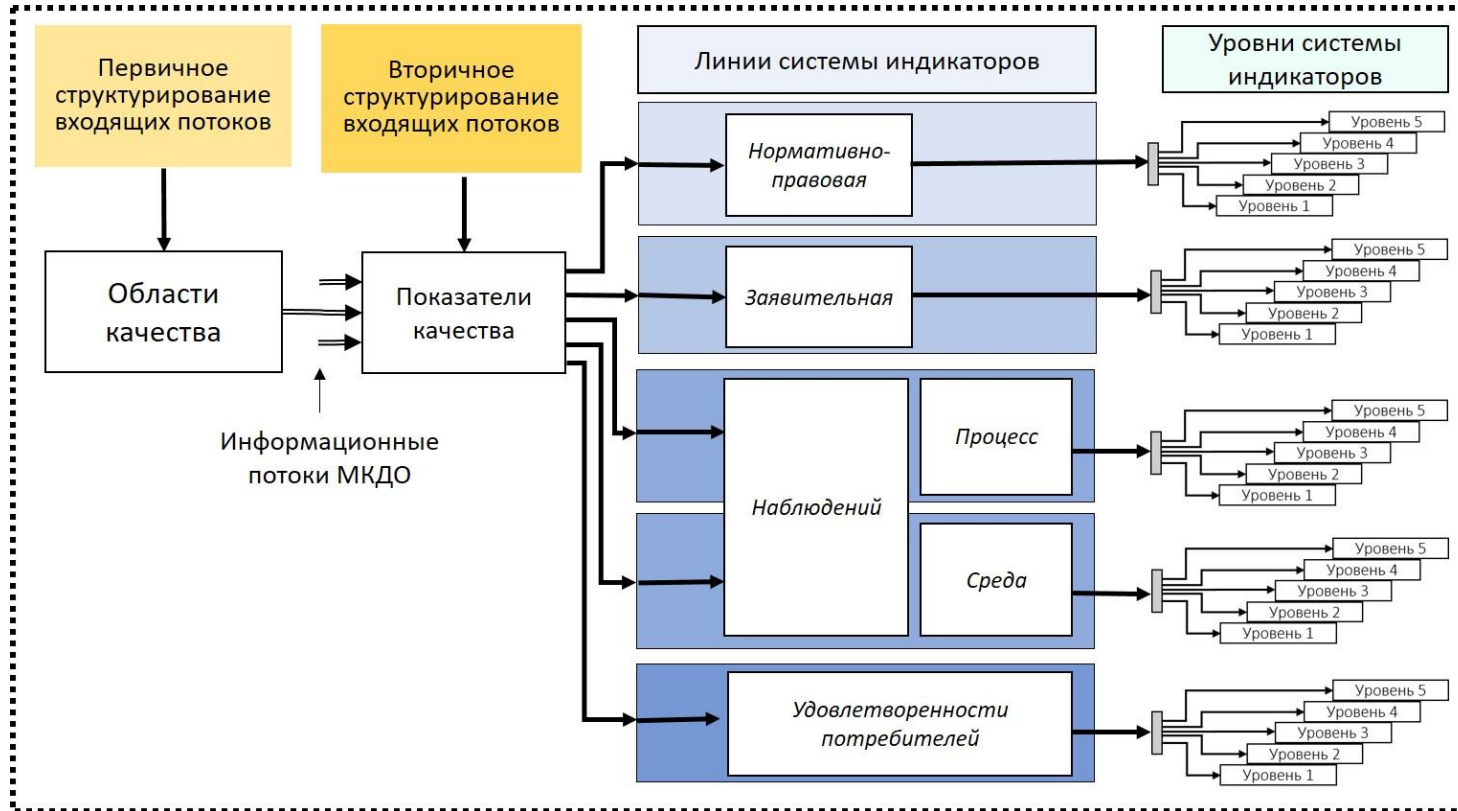 Первичное
структурирование
входящих потоков
Вторичное
структурирование
входящих потоков
Линии системы индикаторов
Уровни системы
индикаторов
Области
качества
Показатели
качества
Информационные
потоки МКДО
Нормативно-
правовая
Уровень 5
Уровень 4
Уровень 3
Уровень 2
Уровень 1
Заявительная
Уровень 5
Уровень 4
Уровень 3
Уровень 2
Уровень 1
Наблюдений
Процесс
Уровень 5
Уровень 4
Уровень 3
Уровень 2
Уровень 1
Среда
Уровень 5
Уровень 4
Уровень 3
Уровень 2
Уровень 1
Удовлетворенности
потребителей
Уровень 5
Уровень 4
Уровень 3
Уровень 2
Уровень 1